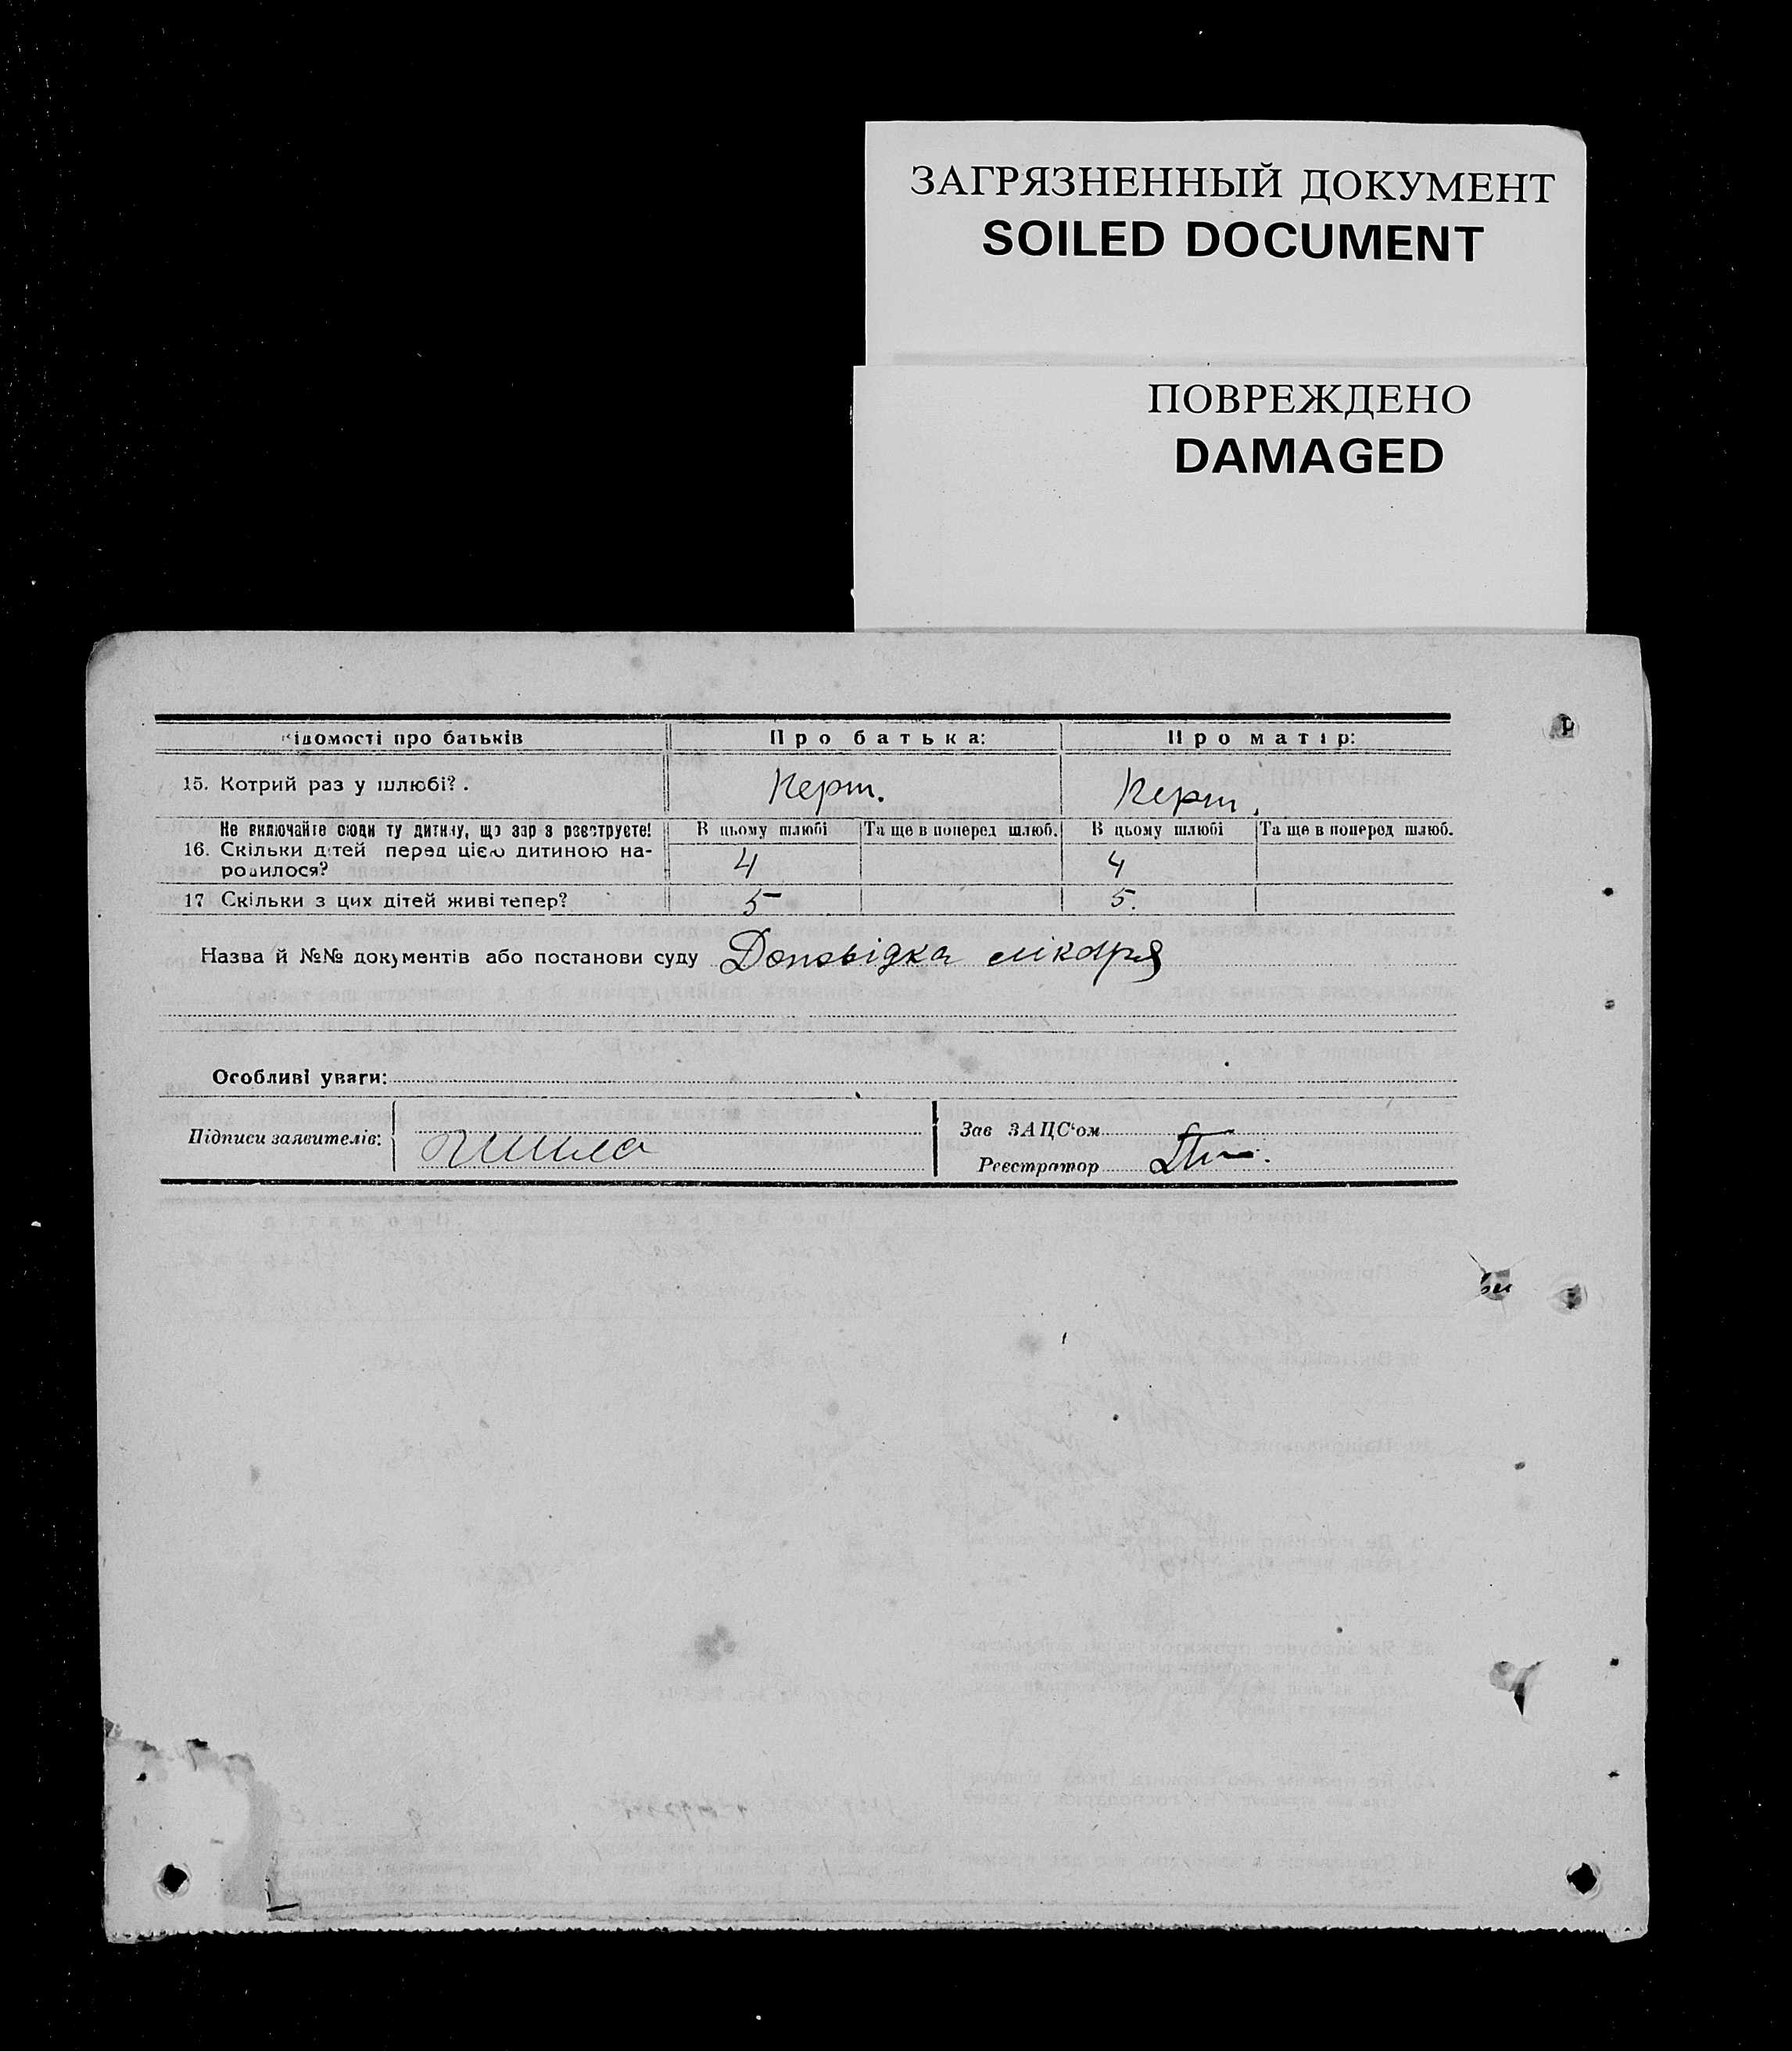 ЗАГРЯЗНЕННЫЙ ДОКУМЕНТ
SOILED DOCUMENT
ПОВРЕЖДЕНО
DAMAGED
ідомості про батьків Про батька: Про матір:
15. Котрий раз у шлюбі?. Перш. Перш.
Не включайте сюди ту дитину, що зараз реєструєте! В цьому шлюбі Та ще в поперед шлюб. В цьому шлюбі Та ще в поперед шлюб.
16. Скільки дітей перед цією дитиною на- 4 4
родилося?
17 Скільки з цих дітей живі тепер? 5 5.
Назва й №№ документів або постанови суду Доповідка лікаря
Особливі уваги:
Підписи заявителів: Зав ЗАЦС'ом
Реєстратор